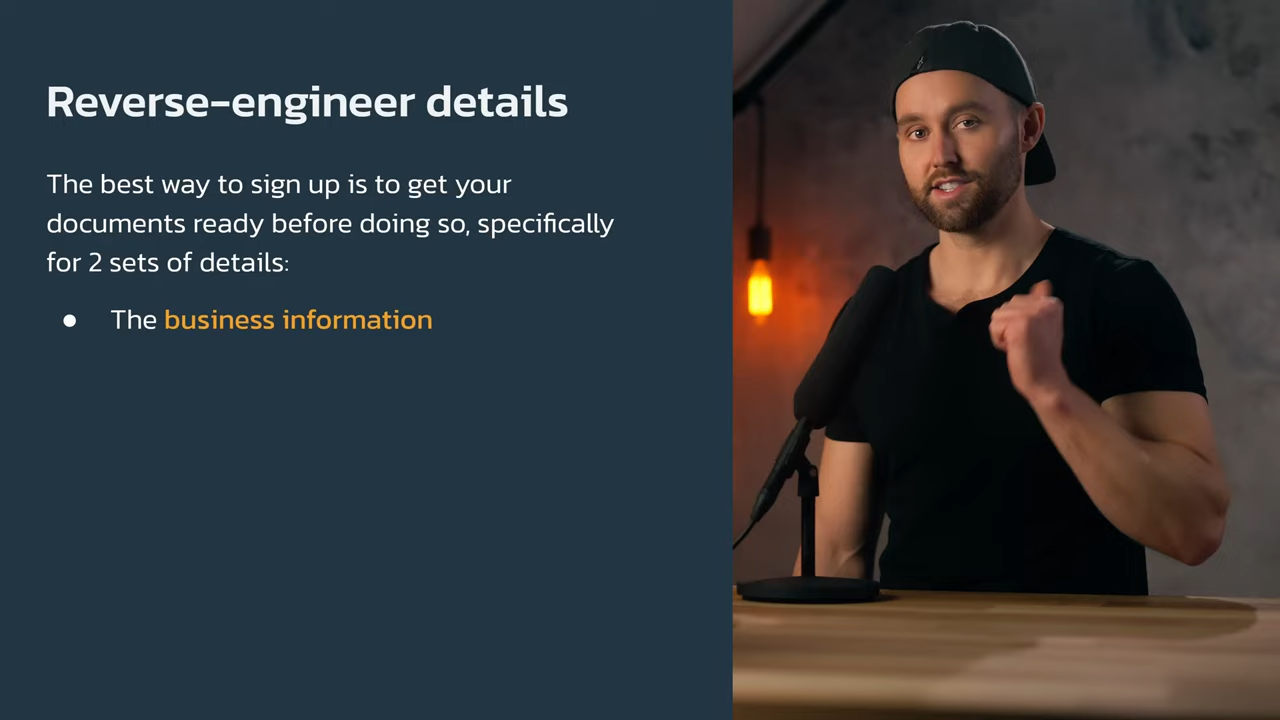 Reverse-engineer details
The best way to sign up is to get your
documents ready before doing so, specifically
for 2 sets of details:
● The business information